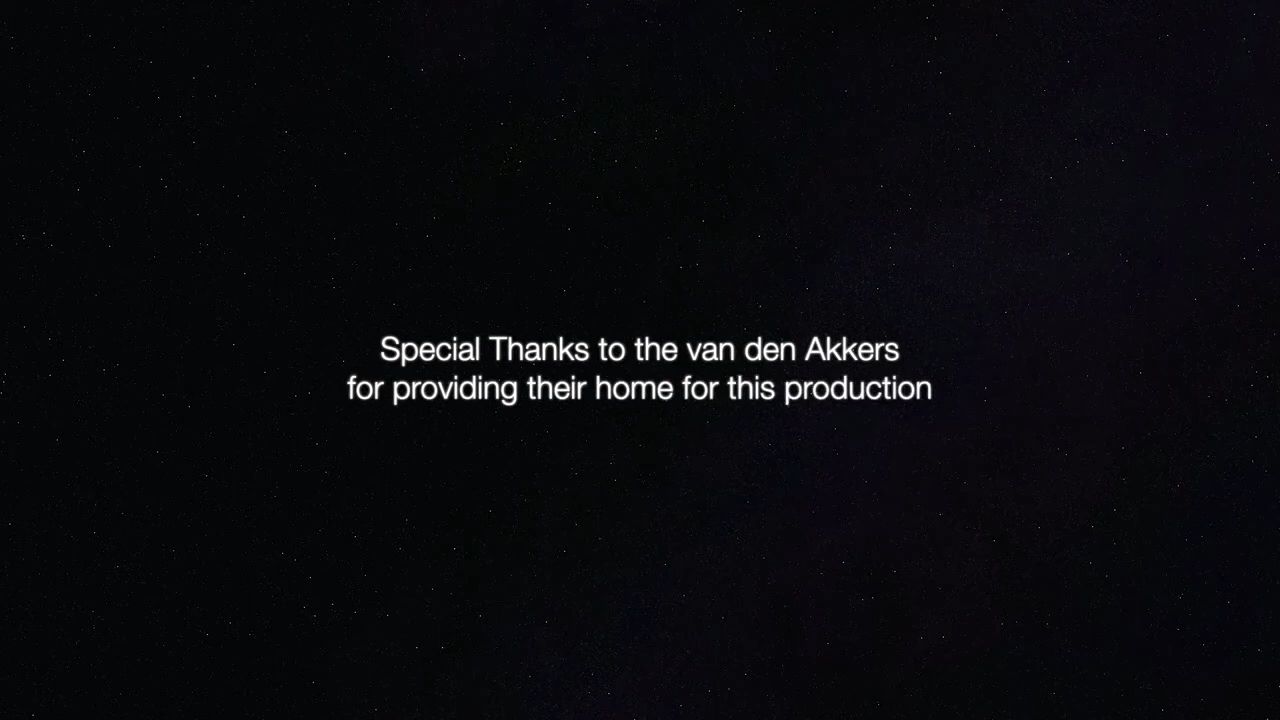 Special Thanks to the van den Akkers
for providing their home for this production